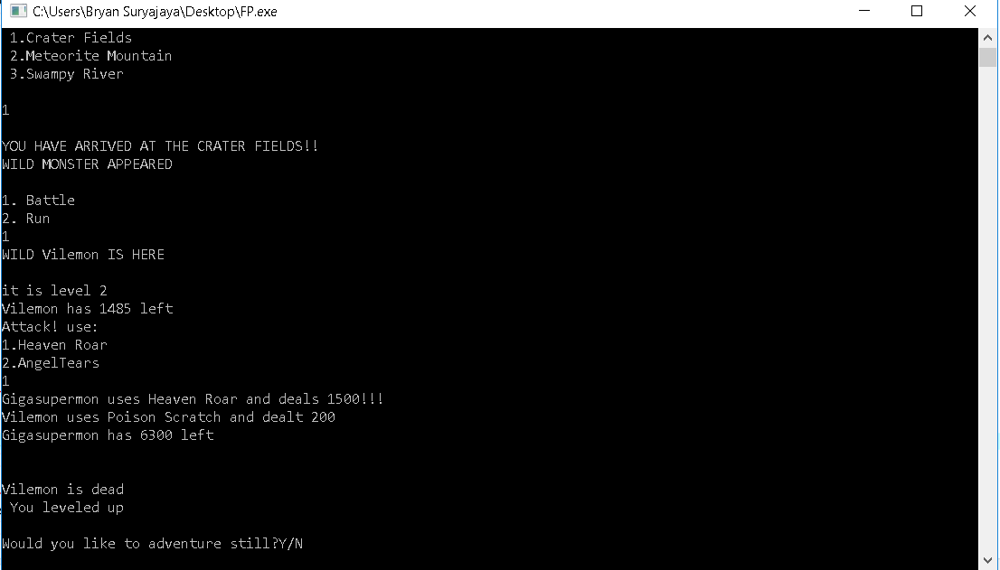 C:\Users\Bryan Suryajaya\Desktop\FP.exe
1.Crater Fields
2.Meteorite Mountain
3.Swampy River
1
YOU HAVE ARRIVED AT THE CRATER FIELDS!!
WILD MONSTER APPEARED
1. Battle
2. Run
1
WILD Vilemon IS HERE
it is level 2
Vilemon has 1485 left
Attack! use:
1.Heaven Roar
2.AngelTears
1
Gigasupermon uses Heaven Roar and deals 1500!!!
Vilemon uses Poison Scratch and dealt 200
Gigasupermon has 6300 left
Vilemon is dead
You leveled up
Would you like to adventure still?Y/N